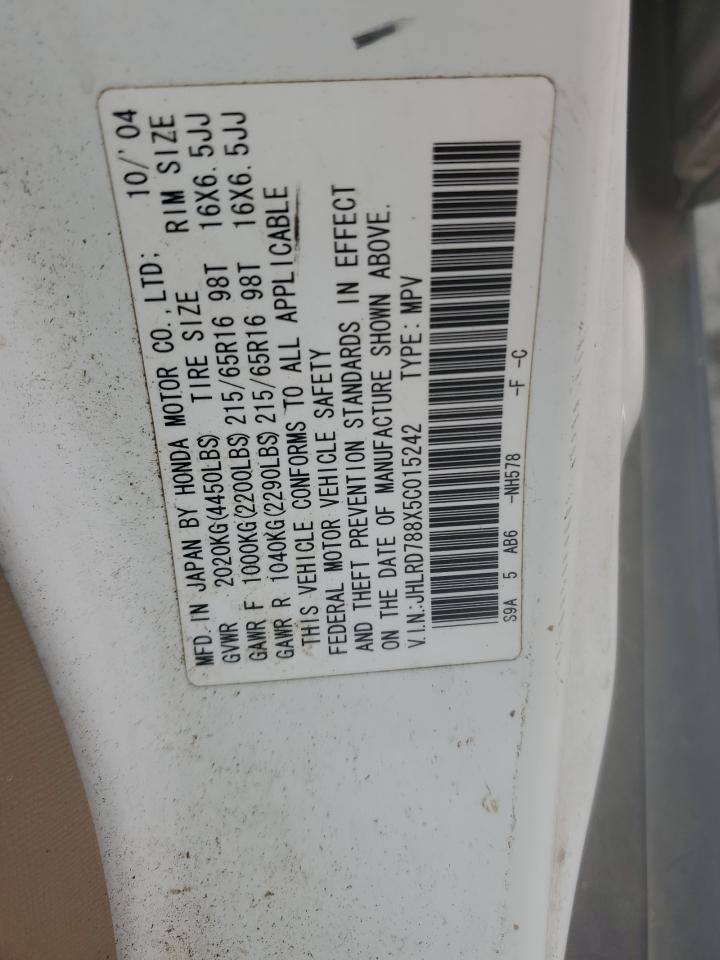 MFD. IN JAPAN BY HONDA MOTOR CO., LTD; 10/'04
GVWR 2020KG(4450LBS) TIRE SIZE RIM SIZE
GAWR F 1000KG(2200LBS) 215/65R16 98T 16X6.5JJ
GAWR R 1040KG(2290LBS) 215/65R16 98T 16X6.5JJ
THIS VEHICLE CONFORMS TO ALL APPLICABLE
FEDERAL MOTOR VEHICLE SAFETY
AND THEFT PREVENTION STANDARDS IN EFFECT
ON THE DATE OF MANUFACTURE SHOWN ABOVE.
V.I.N.:JHLRD788X5C015242 TYPE: MPV
S9A 5 AB6 -NH578 -F -C